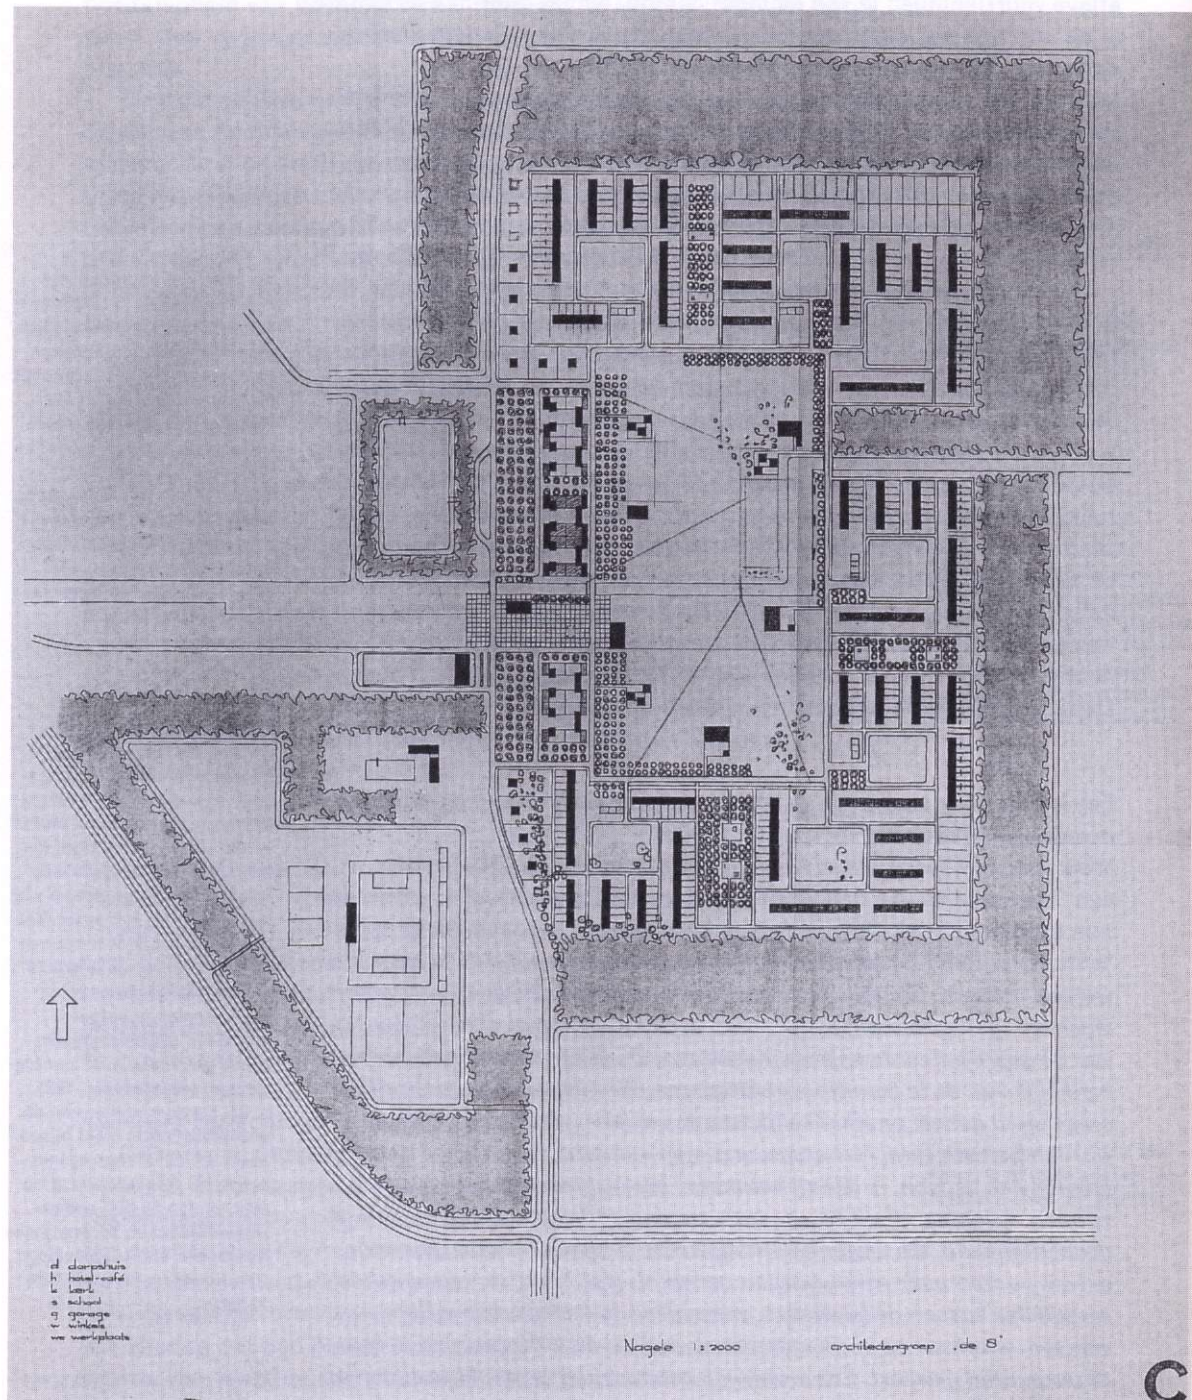 d dorpshuis
h hotel-café
k kerk
s school
g garage
w winkels
we werkplaats
Nagele 1:2000 architectengroep „de 8"
C